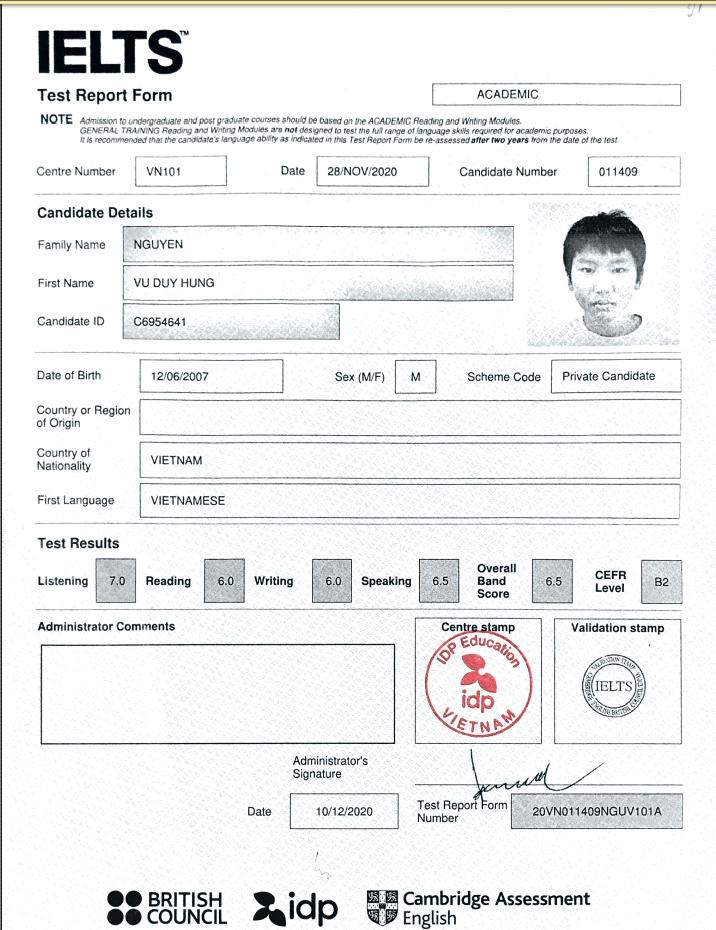 IELTS™
Test Report Form
ACADEMIC
NOTE Admission to undergraduate and post graduate courses should be based on the ACADEMIC Reading and Writing Modules.
GENERAL TRAINING Reading and Writing Modules are not designed to test the full range of language skills required for academic purposes.
It is recommended that the candidate's language ability as indicated in this Test Report Form be re-assessed after two years from the date of the test.
Centre Number VN101 Date 28/NOV/2020 Candidate Number 011409
Candidate Details
Family Name NGUYEN
First Name VU DUY HUNG
Candidate ID C6954641
Date of Birth 12/06/2007 Sex (M/F) M Scheme Code Private Candidate
Country or Region
of Origin
Country of
Nationality VIETNAM
First Language VIETNAMESE
Test Results
Listening 7.0 Reading 6.0 Writing 6.0 Speaking 6.5 Overall Band Score 6.5 CEFR Level B2
Administrator Comments
Centre stamp
IDP Education
idp
VIETNAM
Validation stamp
IELTS
Administrator's
Signature
Date 10/12/2020
Test Report Form
Number 20VN011409NGUV101A
BRITISH
COUNCIL
idp
Cambridge Assessment
English